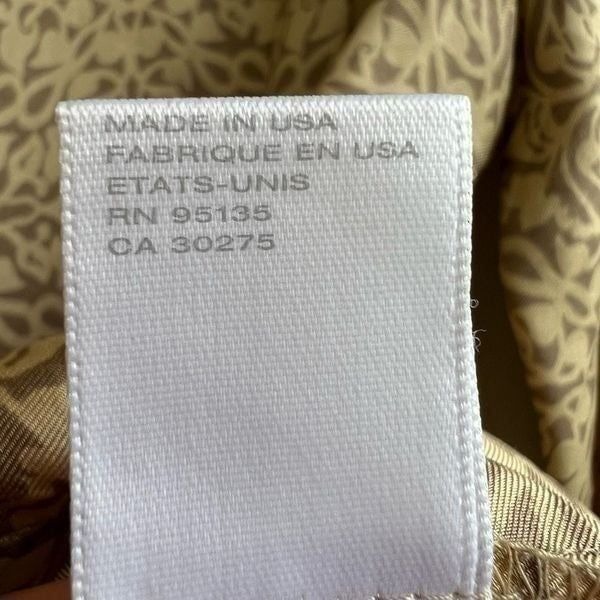 MADE IN USA
FABRIQUE EN USA
ETATS-UNIS
RN 95135
CA 30275